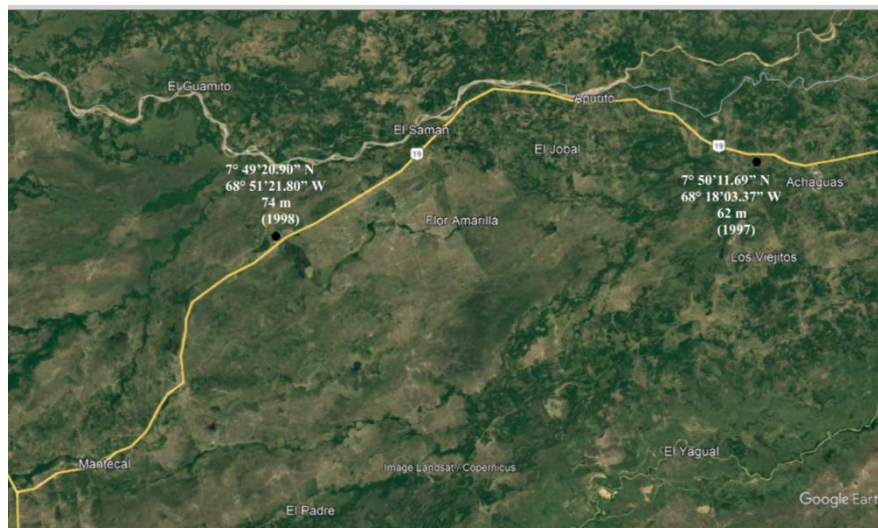 El Guamito
Apurito
El Saman
19
19
El Jobal
7° 49’20.90” N
68° 51’21.80” W
74 m
(1998)
7° 50’11.69” N
68° 18’03.37” W
62 m
(1997)
Achaguas
Flor Amarilla
Los Viejitos
El Yagual
Mantecal
Image Landsat / Copernicus
El Padre
Google Eart